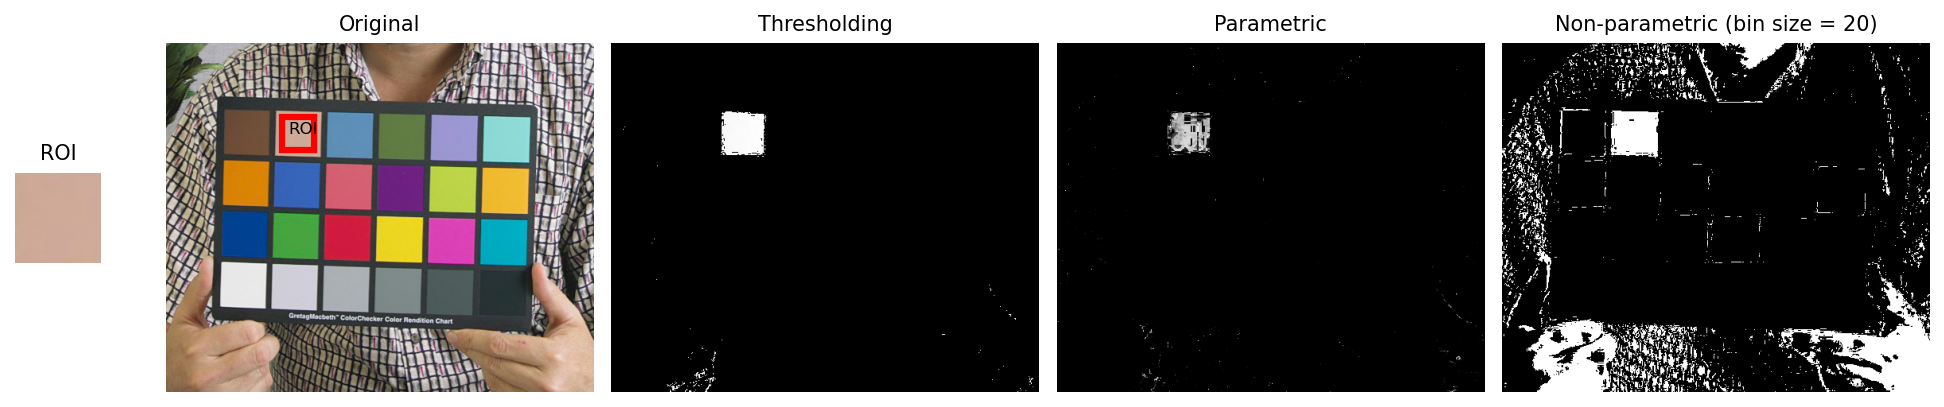 Original
Thresholding
Parametric
Non-parametric (bin size = 20)
ROI
ROI
GretagMacbeth™ ColorChecker Color Rendition Chart